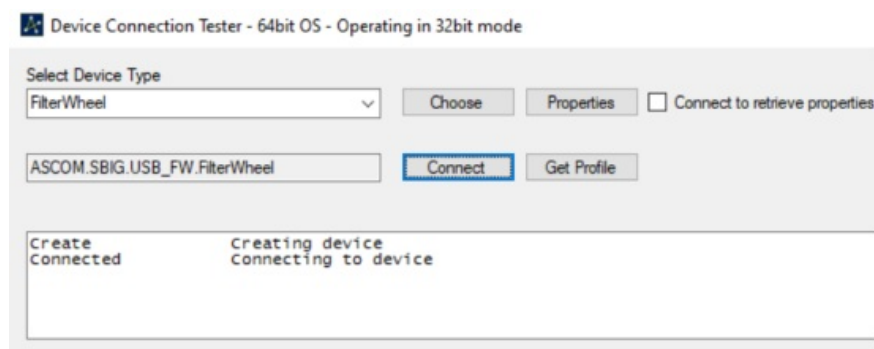 Device Connection Tester - 64bit OS - Operating in 32bit mode
Select Device Type
FilterWheel Choose Properties Connect to retrieve properties
ASCOM.SBIG.USB_FW.FilterWheel Connect Get Profile
Create Creating device
Connected Connecting to device